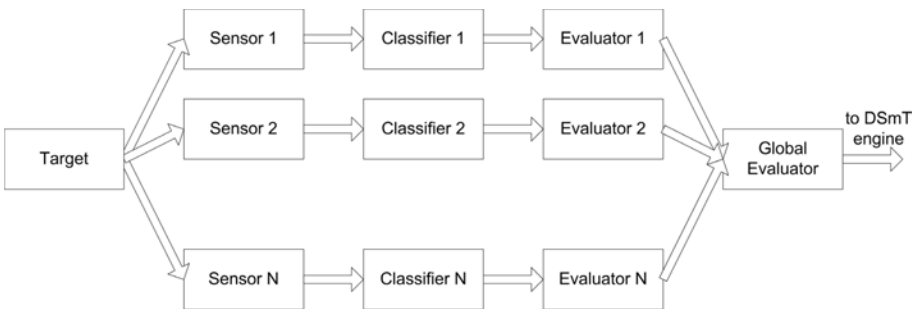 Sensor 1
Classifier 1
Evaluator 1
Sensor 2
Classifier 2
Evaluator 2
to DSmT
engine
Target
Global
Evaluator
Sensor N
Classifier N
Evaluator N